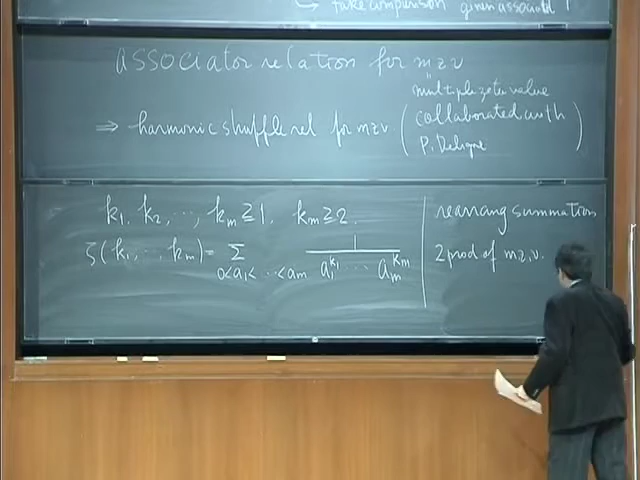 take comparison given associated
associator relation for mzv
"
multiple zeta value
⇒ harmonic shuffle rel for mzv. (collaborated with
P. Deligne)
k₁, k₂, ⋯, kₘ ≧ 1, kₘ ≧ 2.
ζ(k₁, ⋯, kₘ) = Σ 1
0<a₁< ⋯ <aₘ a₁^k₁ ⋯ aₘ^kₘ
rearrang summation
2 prod of m.z.v.